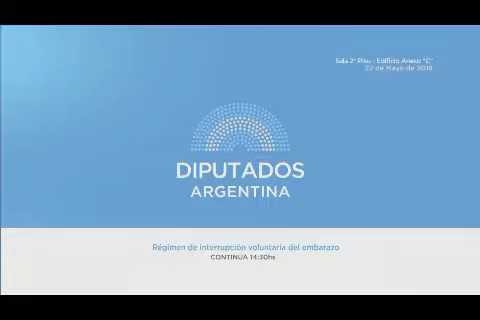 Sala 2° Piso - Edificio Anexo "C"
22 de Mayo de 2018
DIPUTADOS
ARGENTINA
Régimen de interrupción voluntaria del embarazo
CONTINUA 14:30hs